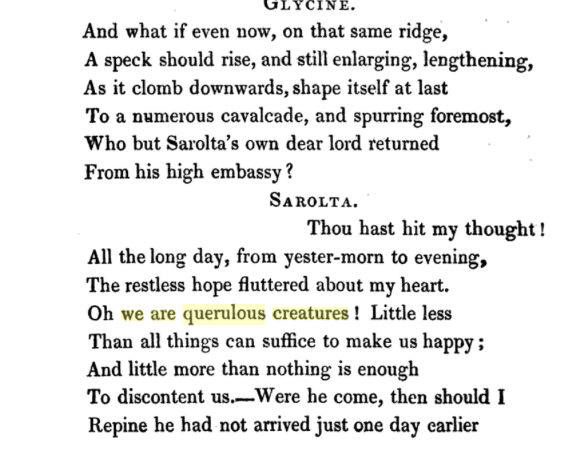 GLYCINE.
And what if even now, on that same ridge,
A speck should rise, and still enlarging, lengthening,
As it clomb downwards, shape itself at last
To a numerous cavalcade, and spurring foremost,
Who but Sarolta's own dear lord returned
From his high embassy?
SAROLTA.
Thou hast hit my thought!
All the long day, from yester-morn to evening,
The restless hope fluttered about my heart.
Oh we are querulous creatures! Little less
Than all things can suffice to make us happy;
And little more than nothing is enough
To discontent us.—Were he come, then should I
Repine he had not arrived just one day earlier